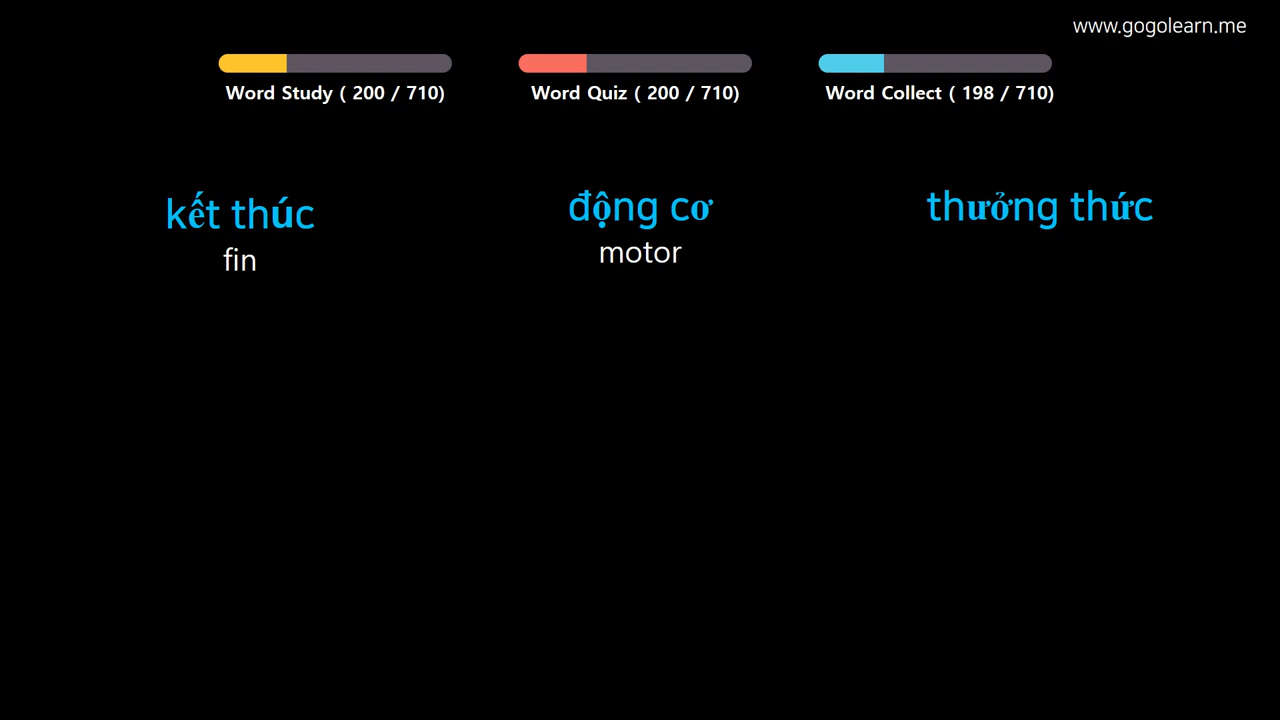 www.gogolearn.me
Word Study ( 200 / 710)
Word Quiz ( 200 / 710)
Word Collect ( 198 / 710)
kết thúc
fin
động cơ
motor
thưởng thức